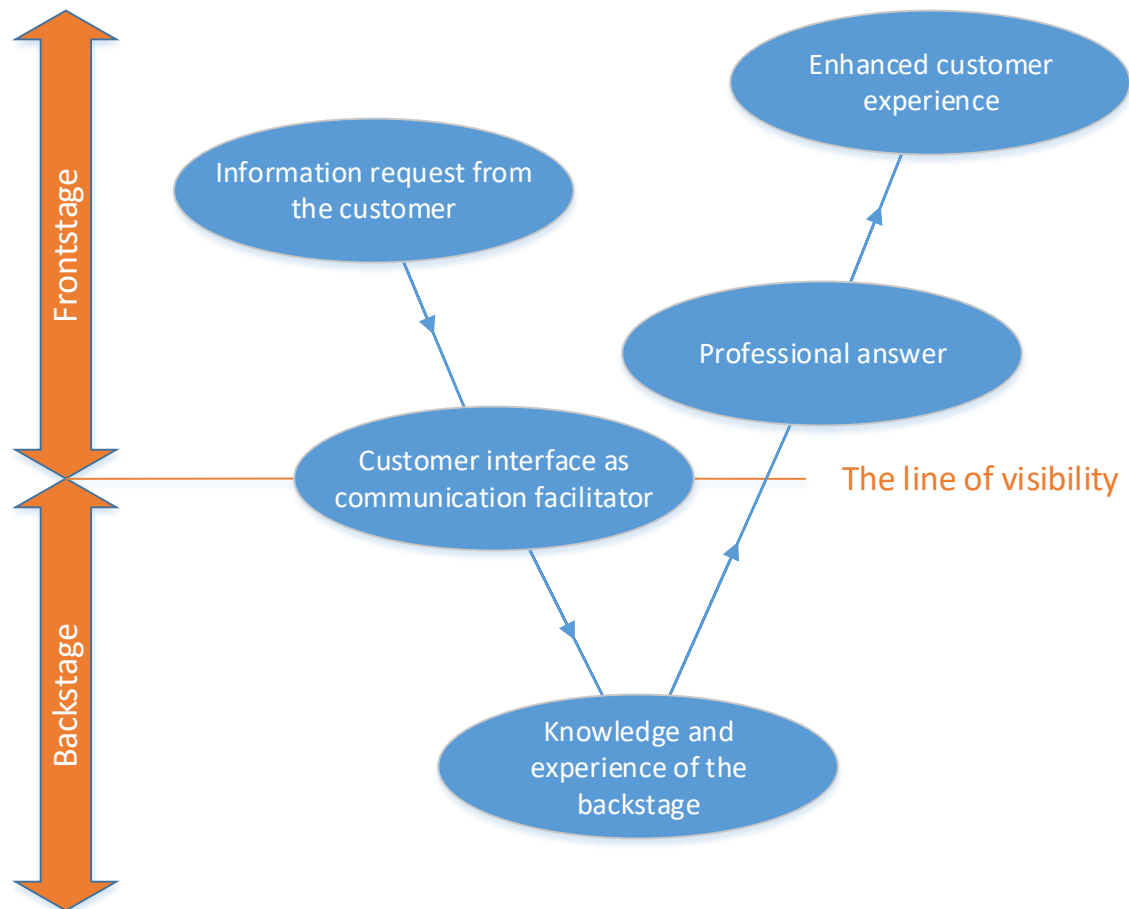 Enhanced customer
experience
Information request from
the customer
Frontstage
Professional answer
Customer interface as
communication facilitator
The line of visibility
Backstage
Knowledge and
experience of the
backstage